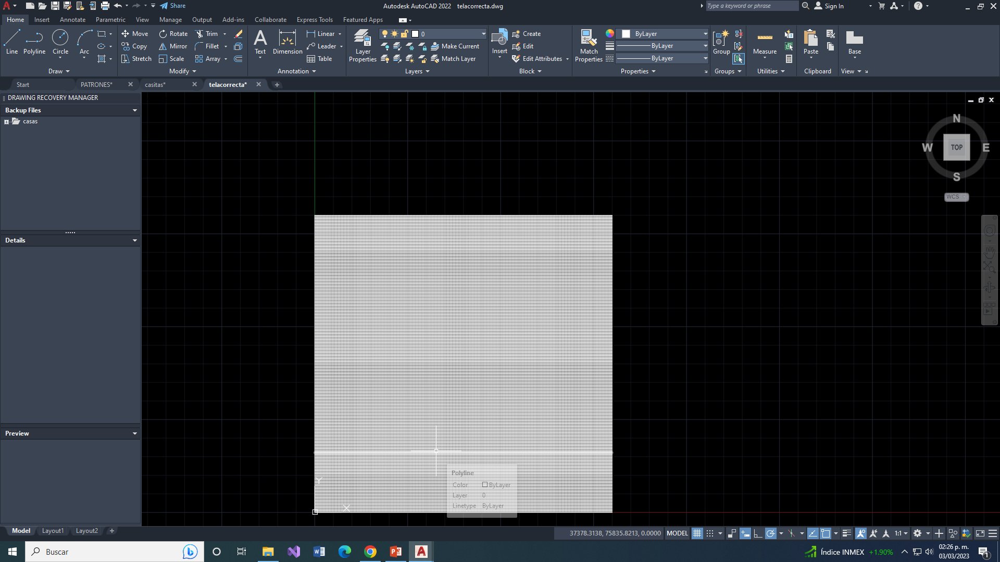 Share
Autodesk AutoCAD 2022 telacorrecta.dwg
Type a keyword or phrase
Sign In
Home Insert Annotate Parametric View Manage Output Add-ins Collaborate Express Tools Featured Apps
Line Polyline Circle Arc
Move Rotate Trim
Copy Mirror Fillet
Stretch Scale Array
Text Dimension
Linear
Leader
Table
Layer Properties
0
Make Current
Match Layer
Insert
Create
Edit
Edit Attributes
Match Properties
ByLayer
ByLayer
ByLayer
Group
Measure
Paste
Base
Draw Modify Annotation Layers Block Properties Groups Utilities Clipboard View
Start PATRONES* casitas* telacorrecta*
DRAWING RECOVERY MANAGER
Backup Files
casas
Details
Preview
N
W TOP E
S
WCS
Y
X
Polyline
Color ByLayer
Layer 0
Linetype ByLayer
Model Layout1 Layout2
37378.3138, 75835.8213, 0.0000 MODEL 1:1
Buscar
Índice INMEX +1.90%
02:26 p. m.
03/03/2023
1